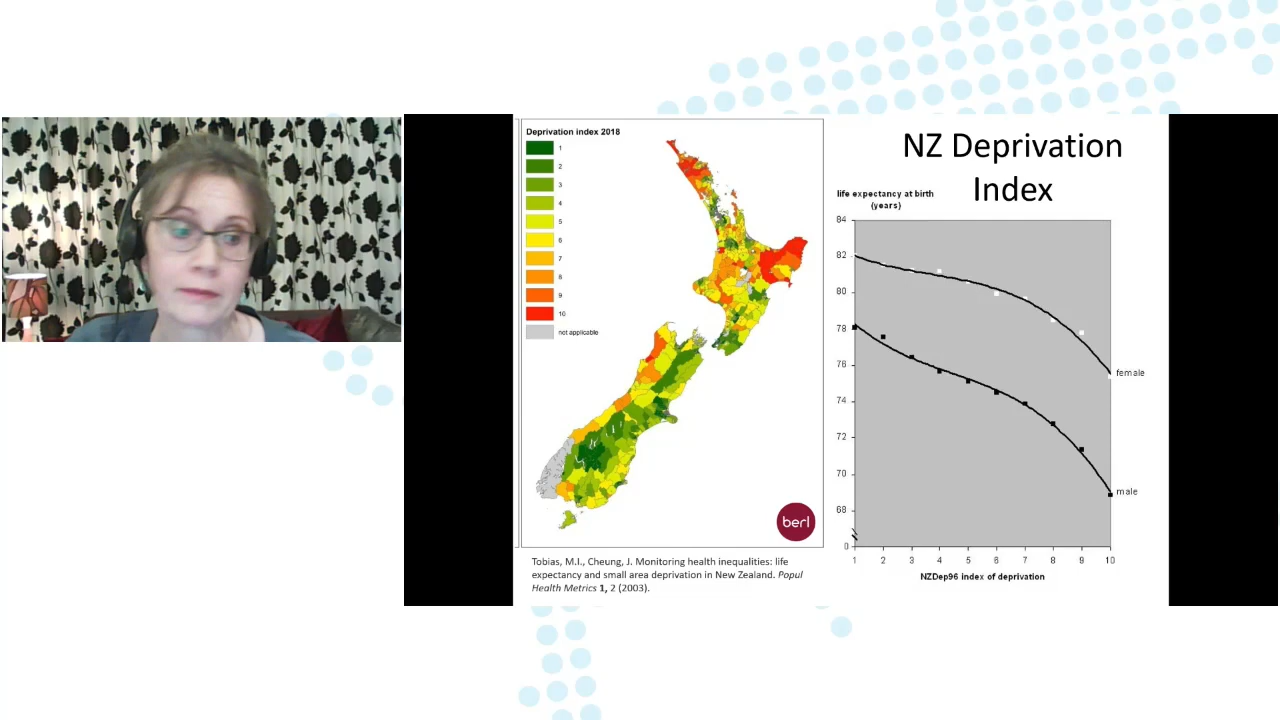 Deprivation index 2018
1
2
3
4
5
6
7
8
9
10
not applicable
berl
Tobias, M.I., Cheung, J. Monitoring health inequalities: life
expectancy and small area deprivation in New Zealand. Popul
Health Metrics 1, 2 (2003).
NZ Deprivation
Index
life expectancy at birth
(years)
84
82
80
78
76
74
72
70
68
0
female
male
1 2 3 4 5 6 7 8 9 10
NZDep96 index of deprivation